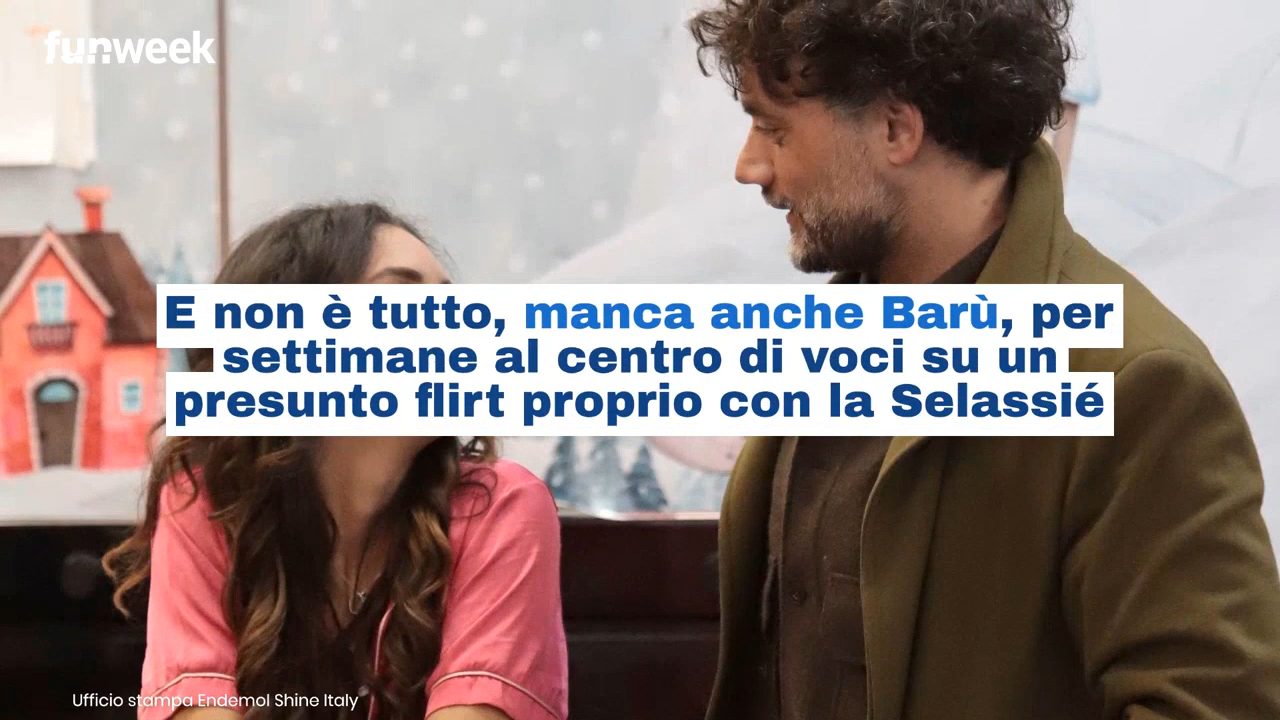 funweek
E non è tutto, manca anche Barù, per
settimane al centro di voci su un
presunto flirt proprio con la Selassié
Ufficio stampa Endemol Shine Italy